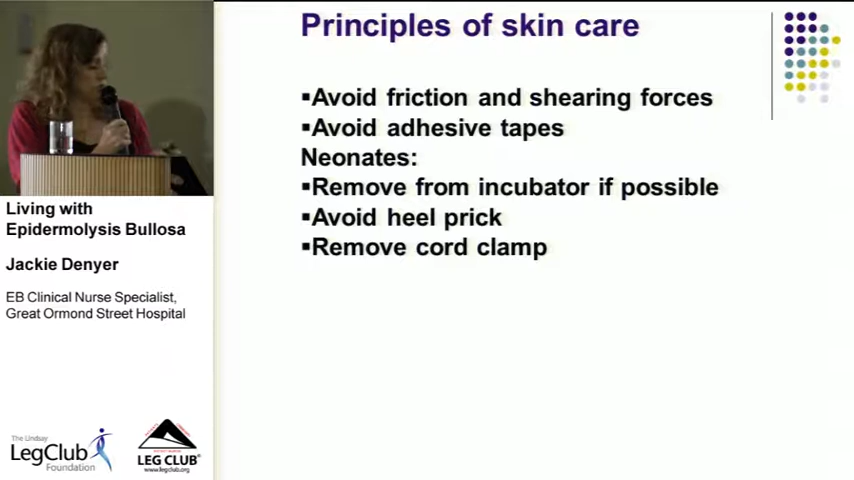 Principles of skin care
▪Avoid friction and shearing forces
▪Avoid adhesive tapes
Neonates:
▪Remove from incubator if possible
▪Avoid heel prick
▪Remove cord clamp
Living with
Epidermolysis Bullosa
Jackie Denyer
EB Clinical Nurse Specialist,
Great Ormond Street Hospital
The Lindsay
LegClub
Foundation
LEG CLUB®
www.legclub.org